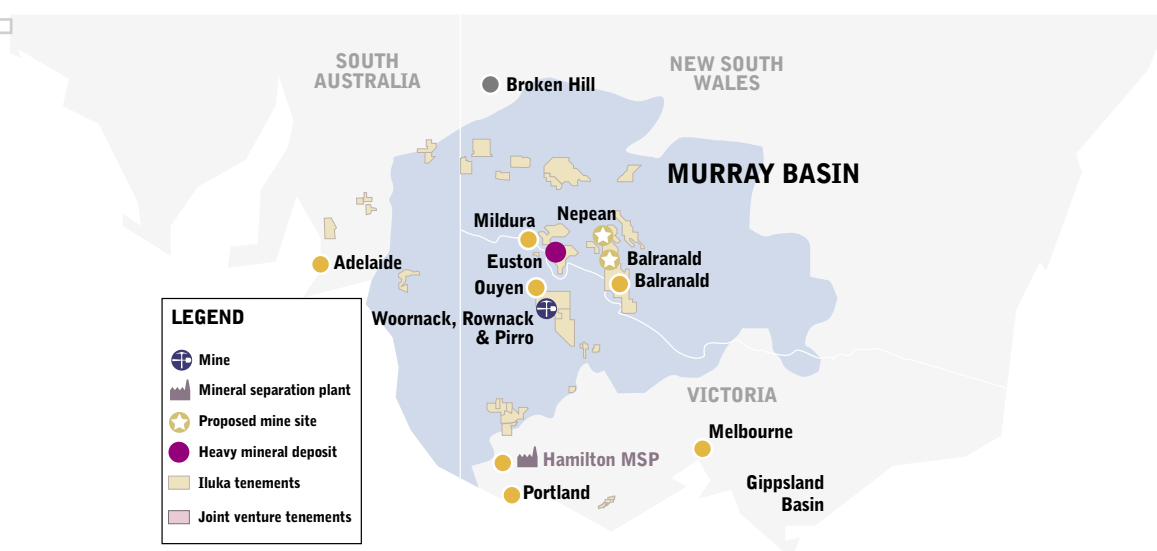 SOUTH
AUSTRALIA
NEW SOUTH
WALES
Broken Hill
MURRAY BASIN
Nepean
Mildura
Euston
Balranald
Adelaide
Balranald
Ouyen
Woornack, Rownack
& Pirro
LEGEND
Mine
Mineral separation plant
Proposed mine site
Heavy mineral deposit
Iluka tenements
Joint venture tenements
VICTORIA
Melbourne
Hamilton MSP
Gippsland
Basin
Portland